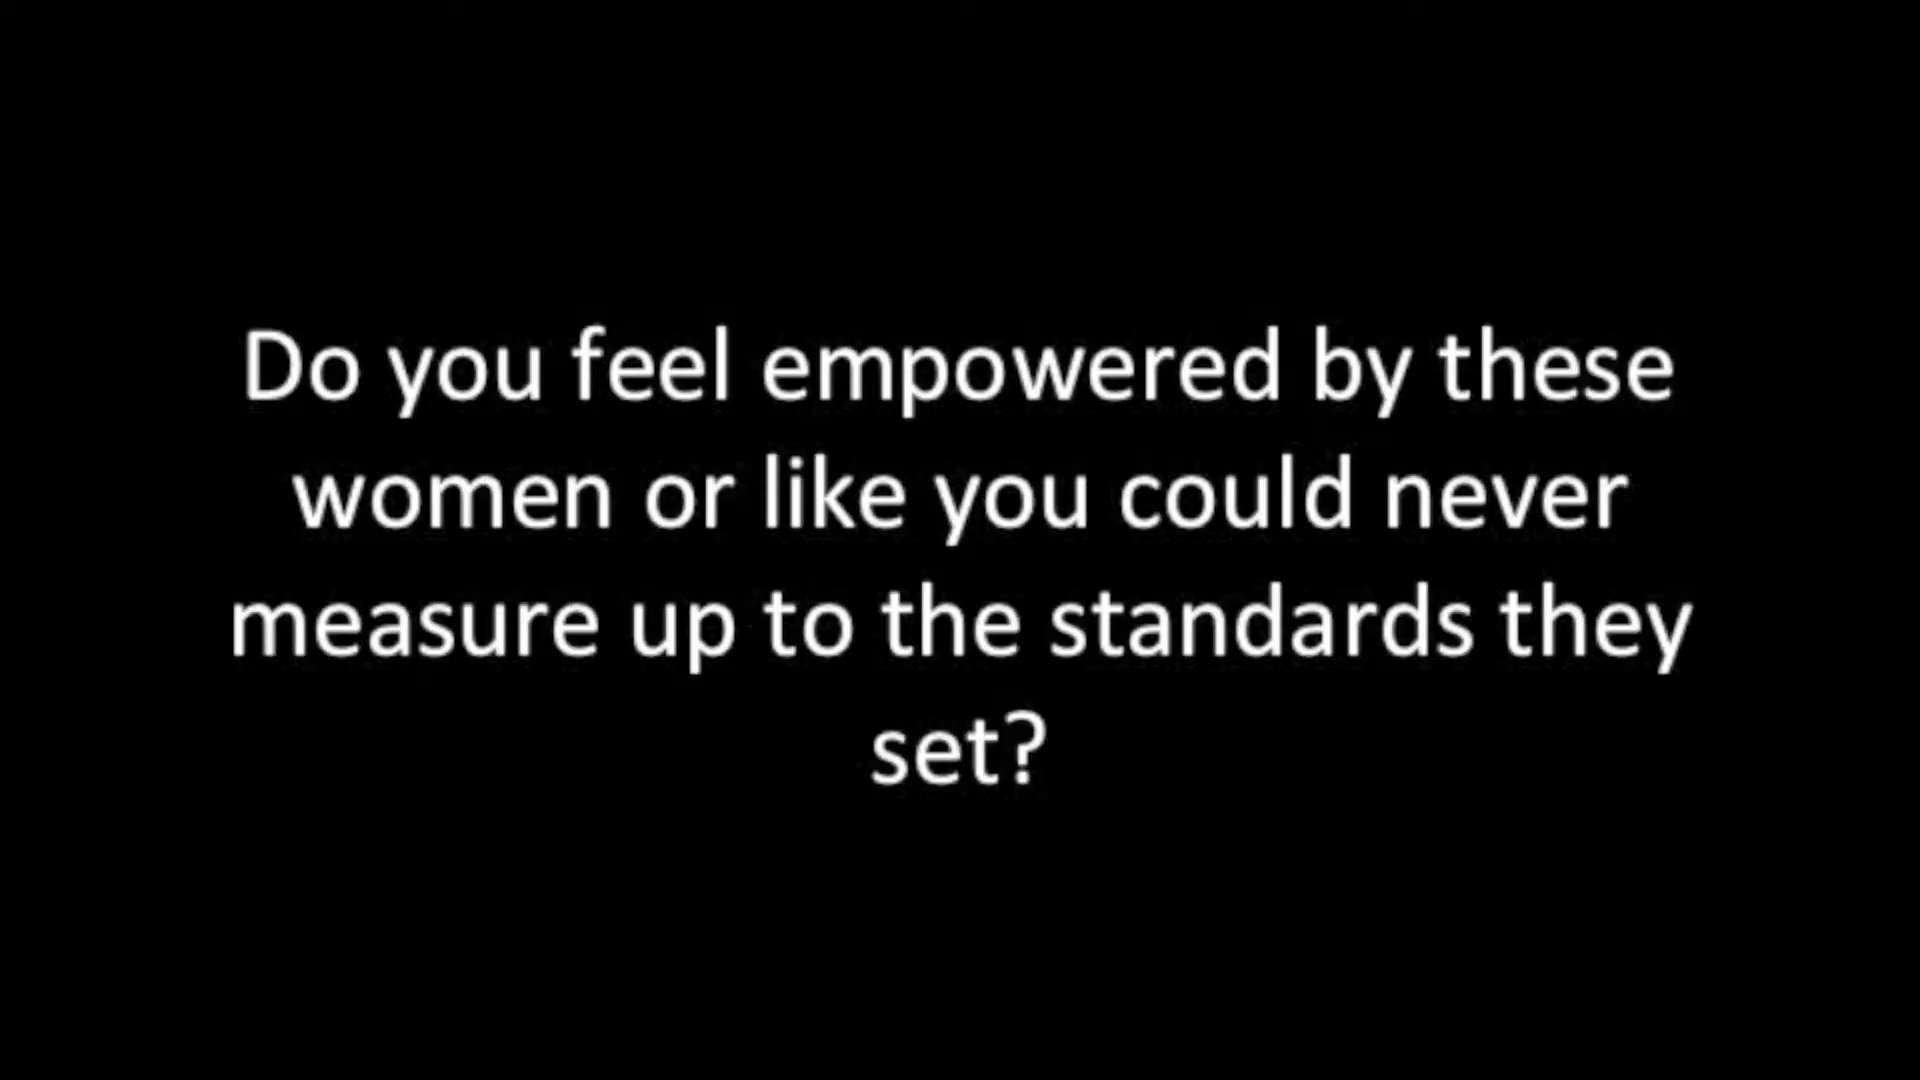 Do you feel empowered by these
women or like you could never
measure up to the standards they
set?